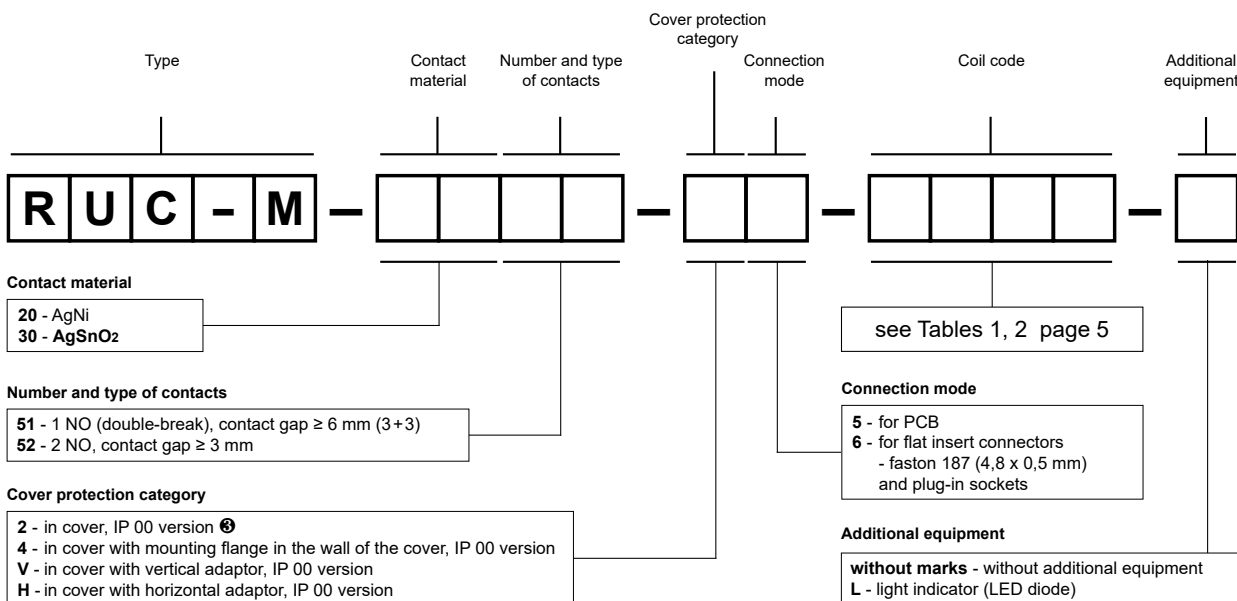 Cover protection
category
Type
Contact
material
Number and type
of contacts
Connection
mode
Coil code
Additional
equipment
R U C - M – – – –
Contact material
20 - AgNi
30 - AgSnO2
see Tables 1, 2 page 5
Number and type of contacts
51 - 1 NO (double-break), contact gap ≥ 6 mm (3+3)
52 - 2 NO, contact gap ≥ 3 mm
Connection mode
5 - for PCB
6 - for flat insert connectors
- faston 187 (4,8 x 0,5 mm)
and plug-in sockets
Cover protection category
2 - in cover, IP 00 version ❸
4 - in cover with mounting flange in the wall of the cover, IP 00 version
V - in cover with vertical adaptor, IP 00 version
H - in cover with horizontal adaptor, IP 00 version
Additional equipment
without marks - without additional equipment
L - light indicator (LED diode)